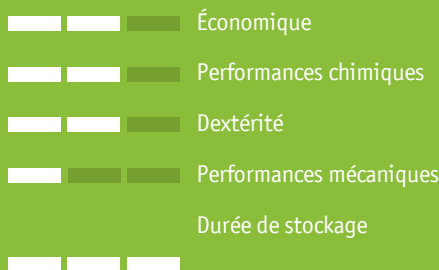 Économique
Performances chimiques
Dextérité
Performances mécaniques
Durée de stockage